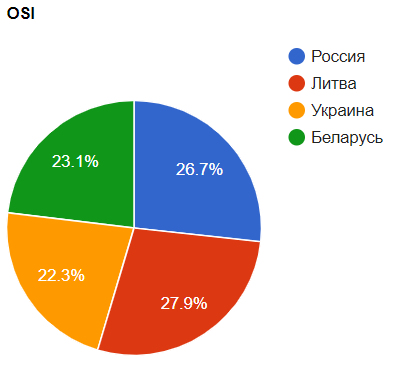 OSI
Россия
Литва
Украина
Беларусь
23.1%
26.7%
22.3%
27.9%